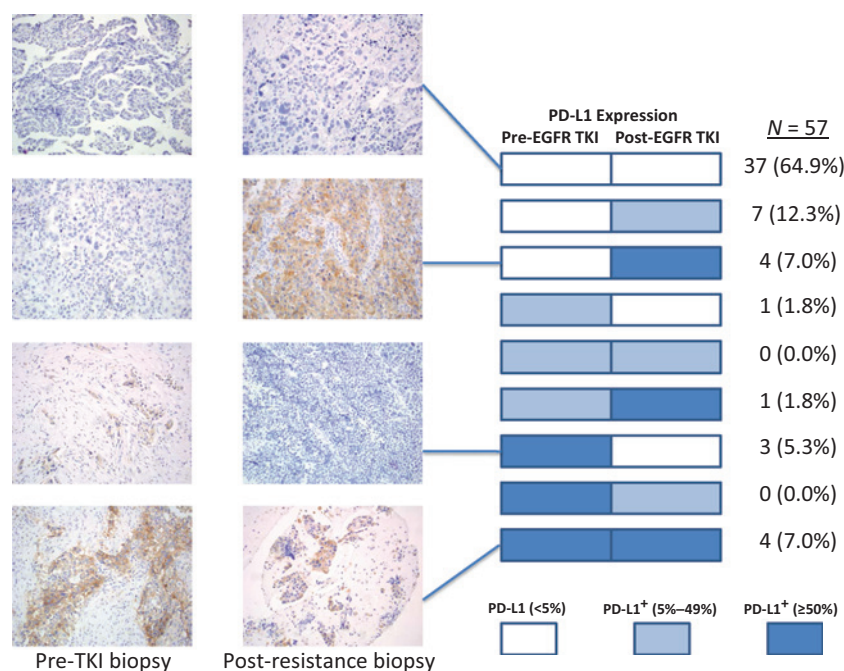 PD-L1 Expression
Pre-EGFR TKI Post-EGFR TKI
N = 57
37 (64.9%)
7 (12.3%)
4 (7.0%)
1 (1.8%)
0 (0.0%)
1 (1.8%)
3 (5.3%)
0 (0.0%)
4 (7.0%)
PD-L1 (<5%) PD-L1⁺ (5%–49%) PD-L1⁺ (≥50%)
Pre-TKI biopsy Post-resistance biopsy